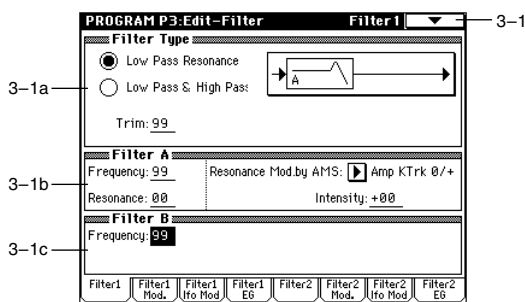 PROGRAM P3:Edit-Filter Filter1
3-1
Filter Type
Low Pass Resonance
A
3-1a
Low Pass & High Pass
Trim: 99
Filter A
Frequency: 99 Resonance Mod.by AMS: Amp KTrk 0/+
3-1b
Resonance: 00 Intensity: +00
Filter B
Frequency: 99
3-1c
Filter1 Filter1 Mod. Filter1 lfo Mod Filter1 EG Filter2 Filter2 Mod. Filter2 lfo Mod Filter2 EG